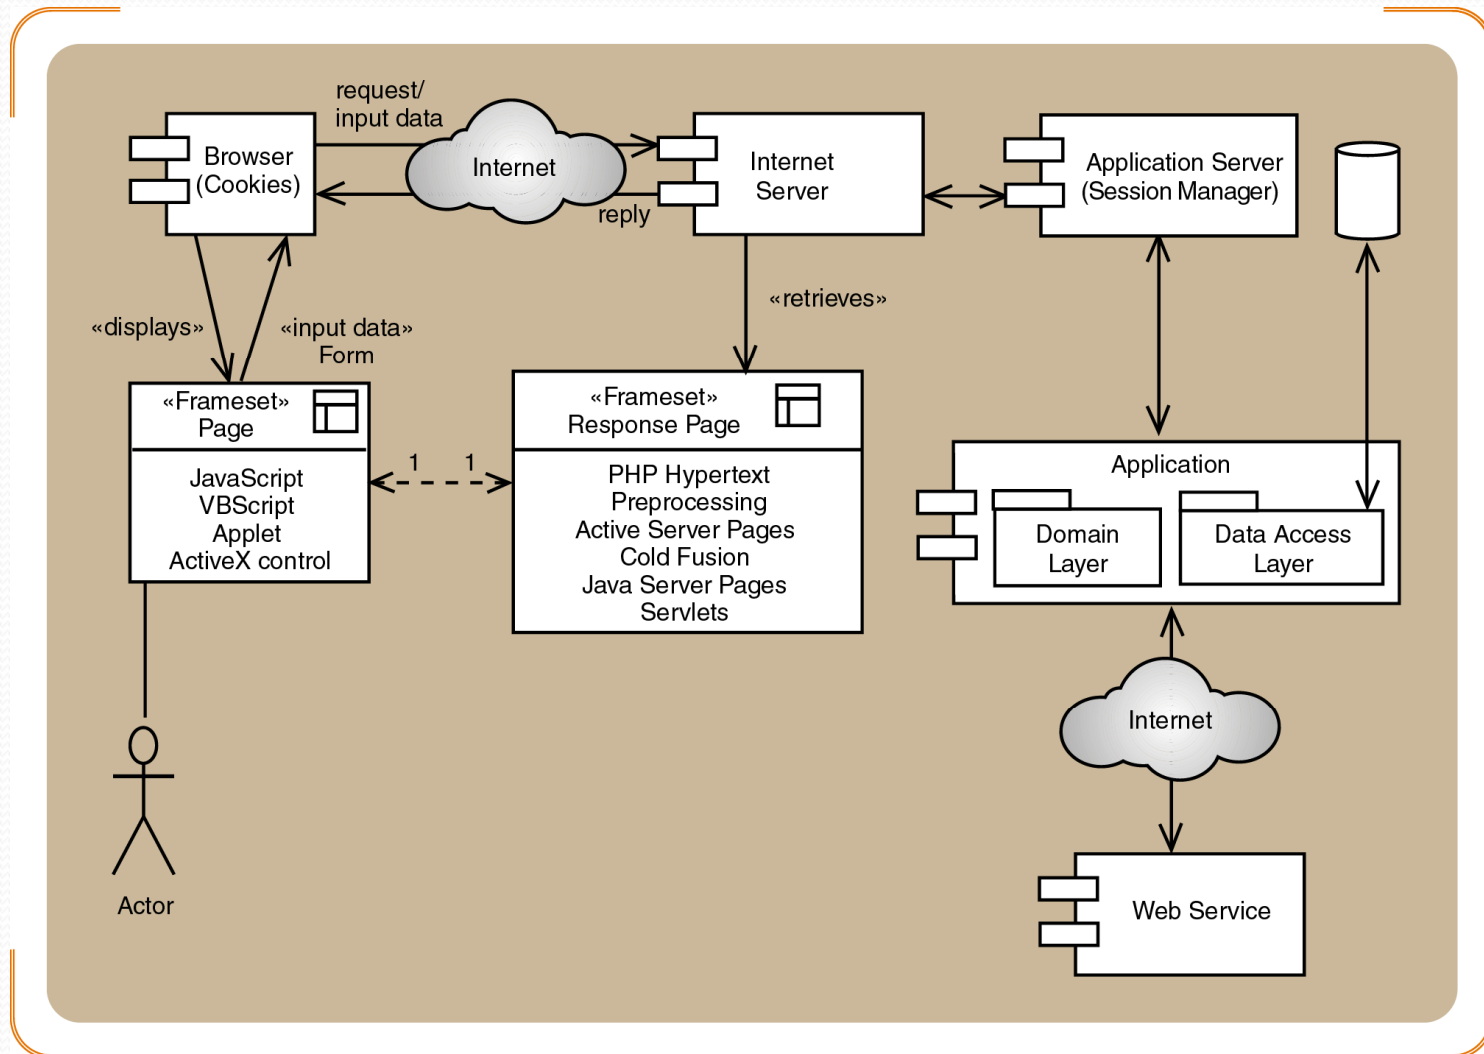 request/
input data
Internet
reply
Browser
(Cookies)
Internet
Server
Application Server
(Session Manager)
«displays»
«input data»
Form
«retrieves»
«Frameset»
Page
JavaScript
VBScript
Applet
ActiveX control
1 1
«Frameset»
Response Page
PHP Hypertext
Preprocessing
Active Server Pages
Cold Fusion
Java Server Pages
Servlets
Application
Domain
Layer
Data Access
Layer
Internet
Web Service
Actor